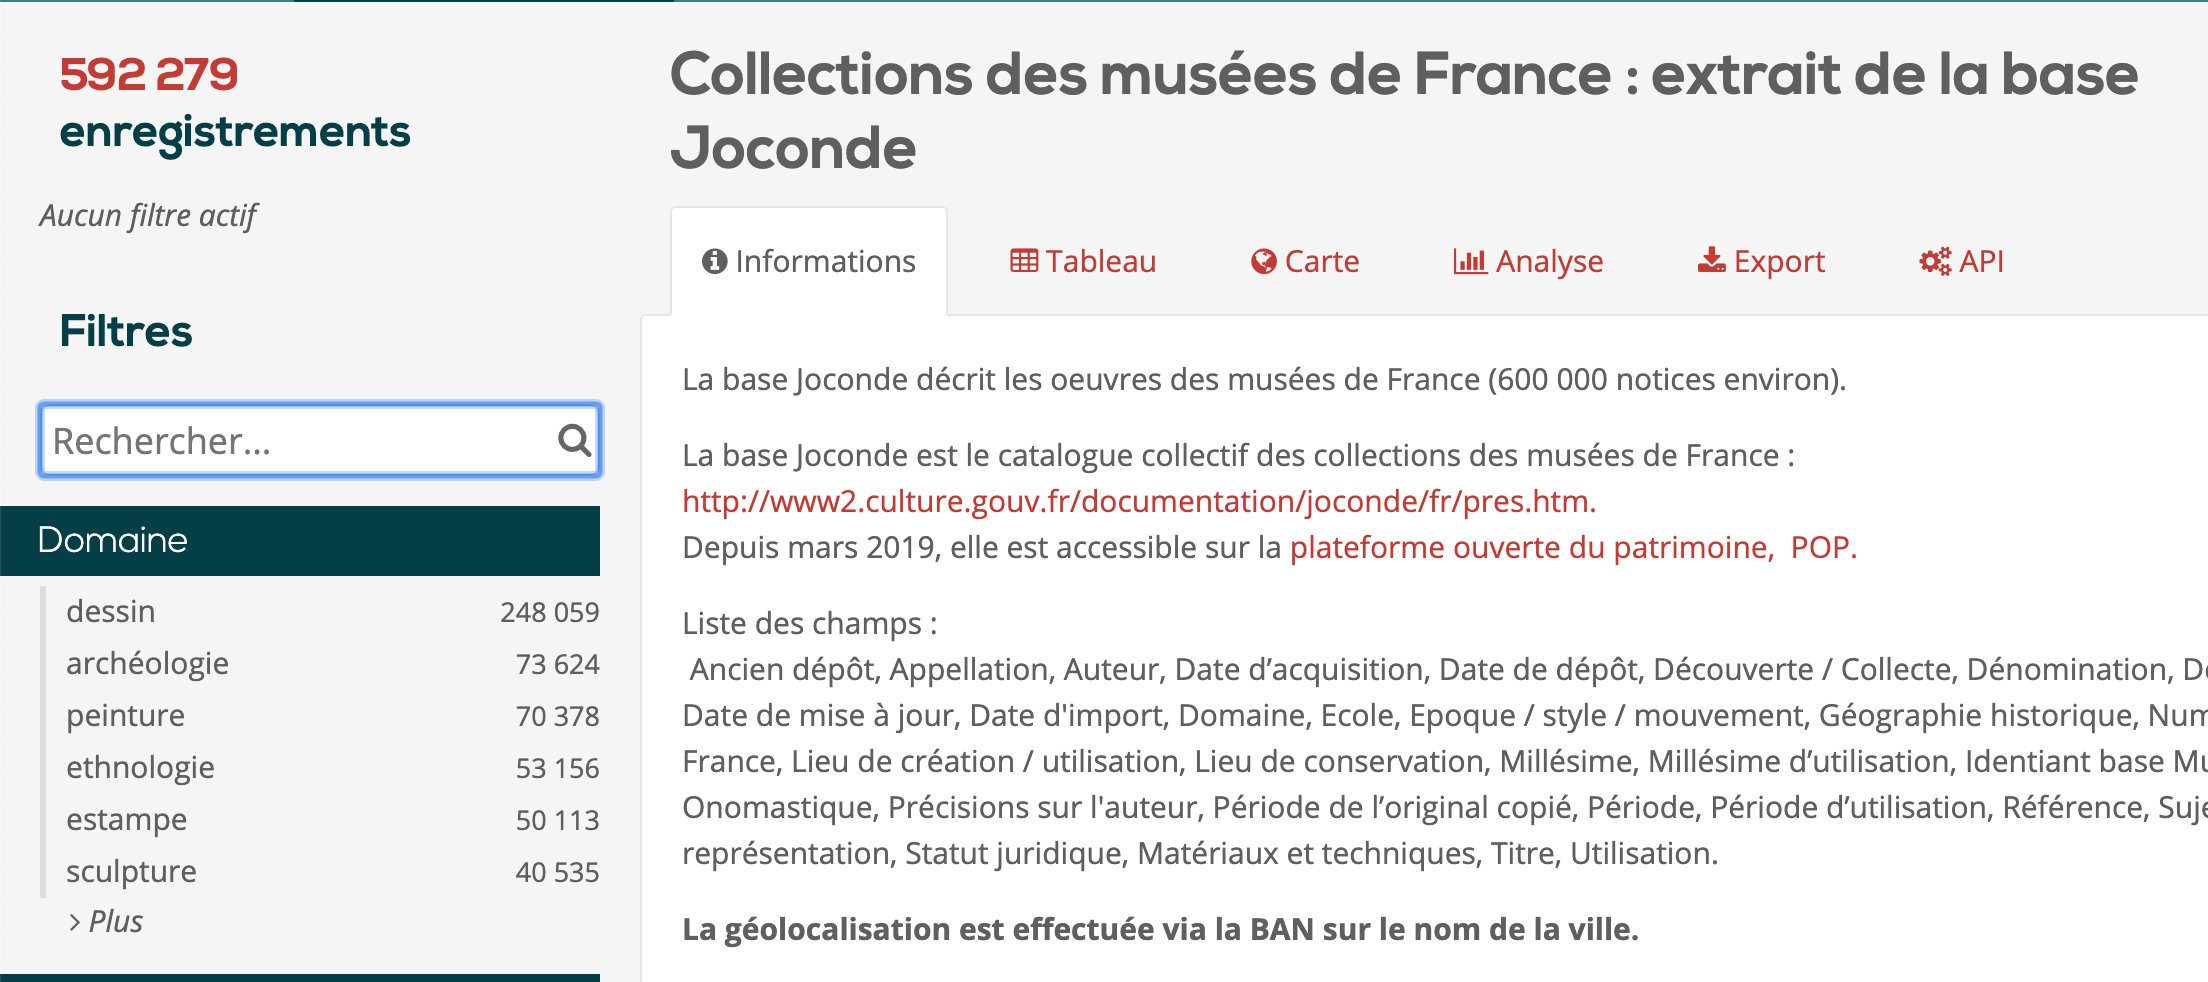 592 279
enregistrements
Aucun filtre actif
Filtres
Rechercher...
Domaine
dessin 248 059
archéologie 73 624
peinture 70 378
ethnologie 53 156
estampe 50 113
sculpture 40 535
> Plus
Collections des musées de France : extrait de la base
Joconde
Informations Tableau Carte Analyse Export API
La base Joconde décrit les oeuvres des musées de France (600 000 notices environ).
La base Joconde est le catalogue collectif des collections des musées de France :
http://www2.culture.gouv.fr/documentation/joconde/fr/pres.htm.
Depuis mars 2019, elle est accessible sur la plateforme ouverte du patrimoine, POP.
Liste des champs :
Ancien dépôt, Appellation, Auteur, Date d’acquisition, Date de dépôt, Découverte / Collecte, Dénomination,
Date de mise à jour, Date d'import, Domaine, Ecole, Epoque / style / mouvement, Géographie historique,
France, Lieu de création / utilisation, Lieu de conservation, Millésime, Millésime d’utilisation, Identiant base
Onomastique, Précisions sur l'auteur, Période de l’original copié, Période, Période d’utilisation, Référence,
représentation, Statut juridique, Matériaux et techniques, Titre, Utilisation.
La géolocalisation est effectuée via la BAN sur le nom de la ville.